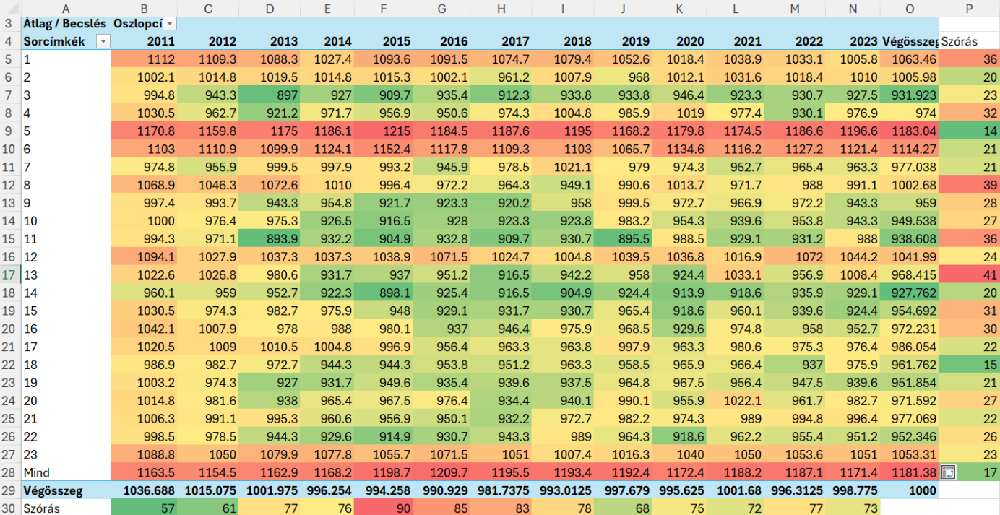 A B C D E F G H I J K L M N O P
3 Átlag / Becslés Oszlopcí
4 Sorcímkék 2011 2012 2013 2014 2015 2016 2017 2018 2019 2020 2021 2022 2023 Végösszeg Szórás
5 1 1112 1109.3 1088.3 1027.4 1093.6 1091.5 1074.7 1079.4 1052.6 1018.4 1038.9 1033.1 1005.8 1063.46 36
6 2 1002.1 1014.8 1019.5 1014.8 1015.3 1002.1 961.2 1007.9 968 1012.1 1031.6 1018.4 1010 1005.98 20
7 3 994.8 943.3 897 927 909.7 935.4 912.3 933.8 933.8 946.4 923.3 930.7 927.5 931.923 23
8 4 1030.5 962.7 921.2 971.7 956.9 950.6 974.3 1004.8 985.9 1019 977.4 930.1 976.9 974 32
9 5 1170.8 1159.8 1175 1186.1 1215 1184.5 1187.6 1195 1168.2 1179.8 1174.5 1186.6 1196.6 1183.04 14
10 6 1103 1110.9 1099.9 1124.1 1152.4 1117.8 1109.3 1103 1065.7 1134.6 1116.2 1127.2 1121.4 1114.27 21
11 7 974.8 955.9 999.5 997.9 993.2 945.9 978.5 1021.1 979 974.3 952.7 965.4 963.3 977.038 21
12 8 1068.9 1046.3 1072.6 1010 996.4 972.2 964.3 949.1 990.6 1013.7 971.7 988 991.1 1002.68 39
13 9 997.4 993.7 943.3 954.8 921.7 923.3 920.2 958 999.5 972.7 966.9 972.2 943.3 959 28
14 10 1000 976.4 975.3 926.5 916.5 928 923.3 923.8 983.2 954.3 939.6 953.8 943.3 949.538 27
15 11 994.3 971.1 893.9 932.2 904.9 932.8 909.7 930.7 895.5 988.5 929.1 931.2 988 938.608 36
16 12 1094.1 1027.9 1037.3 1037.3 1038.9 1071.5 1024.7 1004.8 1039.5 1036.8 1016.9 1072 1044.2 1041.99 24
17 13 1022.6 1026.8 980.6 931.7 937 951.2 916.5 942.2 958 924.4 1033.1 956.9 1008.4 968.415 41
18 14 960.1 959 952.7 922.3 898.1 925.4 916.5 904.9 924.4 913.9 918.6 935.9 929.1 927.762 20
19 15 1030.5 974.3 982.7 975.9 948 929.1 931.7 930.7 965.4 918.6 960.1 939.6 924.4 954.692 31
20 16 1042.1 1007.9 978 988 980.1 937 946.4 975.9 968.5 929.6 974.8 958 952.7 972.231 30
21 17 1020.5 1009 1010.5 1004.8 996.9 956.4 963.3 963.8 997.9 963.3 980.6 975.3 976.4 986.054 22
22 18 986.9 982.7 972.7 944.3 944.3 953.8 951.2 963.3 958.5 965.9 966.4 937 975.9 961.762 15
23 19 1003.2 974.3 927 931.7 949.6 935.4 939.6 937.5 964.8 967.5 956.4 947.5 939.6 951.854 21
24 20 1014.8 981.6 938 965.4 967.5 976.4 934.4 940.1 990.1 955.9 1022.1 961.7 982.7 971.592 27
25 21 1006.3 991.1 995.3 960.6 956.9 950.1 932.2 972.7 982.2 974.3 989 994.8 996.4 977.069 22
26 22 998.5 978.5 944.3 929.6 914.9 930.7 943.3 989 964.3 918.6 962.2 955.4 951.2 952.346 26
27 23 1088.8 1050 1079.9 1077.8 1055.7 1071.5 1051 1007.4 1016.3 1040 1050 1053.6 1051 1053.31 23
28 Mind 1163.5 1154.5 1162.9 1168.2 1198.7 1209.7 1195.5 1193.4 1192.4 1172.4 1188.2 1187.1 1171.4 1181.38 17
29 Végösszeg 1036.688 1015.075 1001.975 996.254 994.258 990.929 981.7375 993.0125 997.679 995.625 1001.68 996.3125 998.775 1000
30 Szórás 57 61 77 76 90 85 83 78 68 75 72 77 73